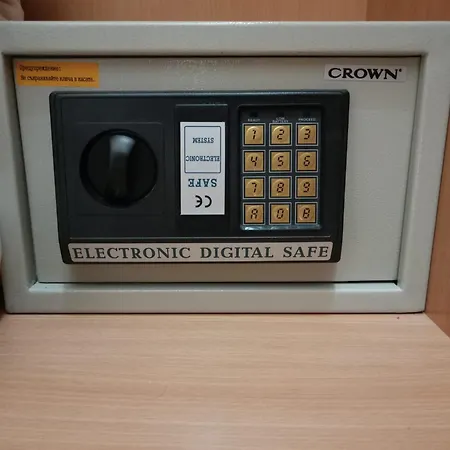 Предупреждение:
Не съхранявайте ключа в касата.
CROWN®
ELECTRONIC
SYSTEM
SAFE
CE
1 2 3
4 5 6
7 8 9
A 0 B
ELECTRONIC DIGITAL SAFE